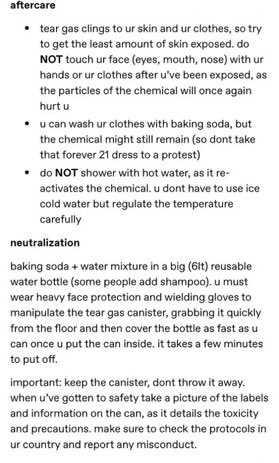 aftercare
• tear gas clings to ur skin and ur clothes, so try
to get the least amount of skin exposed. do
NOT touch ur face (eyes, mouth, nose) with ur
hands or ur clothes after u've been exposed, as
the particles of the chemical will once again
hurt u
• u can wash ur clothes with baking soda, but
the chemical might still remain (so dont take
that forever 21 dress to a protest)
• do NOT shower with hot water, as it re-
activates the chemical. u dont have to use ice
cold water but regulate the temperature
carefully
neutralization
baking soda + water mixture in a big (6lt) reusable
water bottle (some people add shampoo). u must
wear heavy face protection and wielding gloves to
manipulate the tear gas canister, grabbing it quickly
from the floor and then cover the bottle as fast as u
can once u put the can inside. it takes a few minutes
to put off.
important: keep the canister, dont throw it away.
when u've gotten to safety take a picture of the labels
and information on the can, as it details the toxicity
and precautions. make sure to check the protocols in
ur country and report any misconduct.